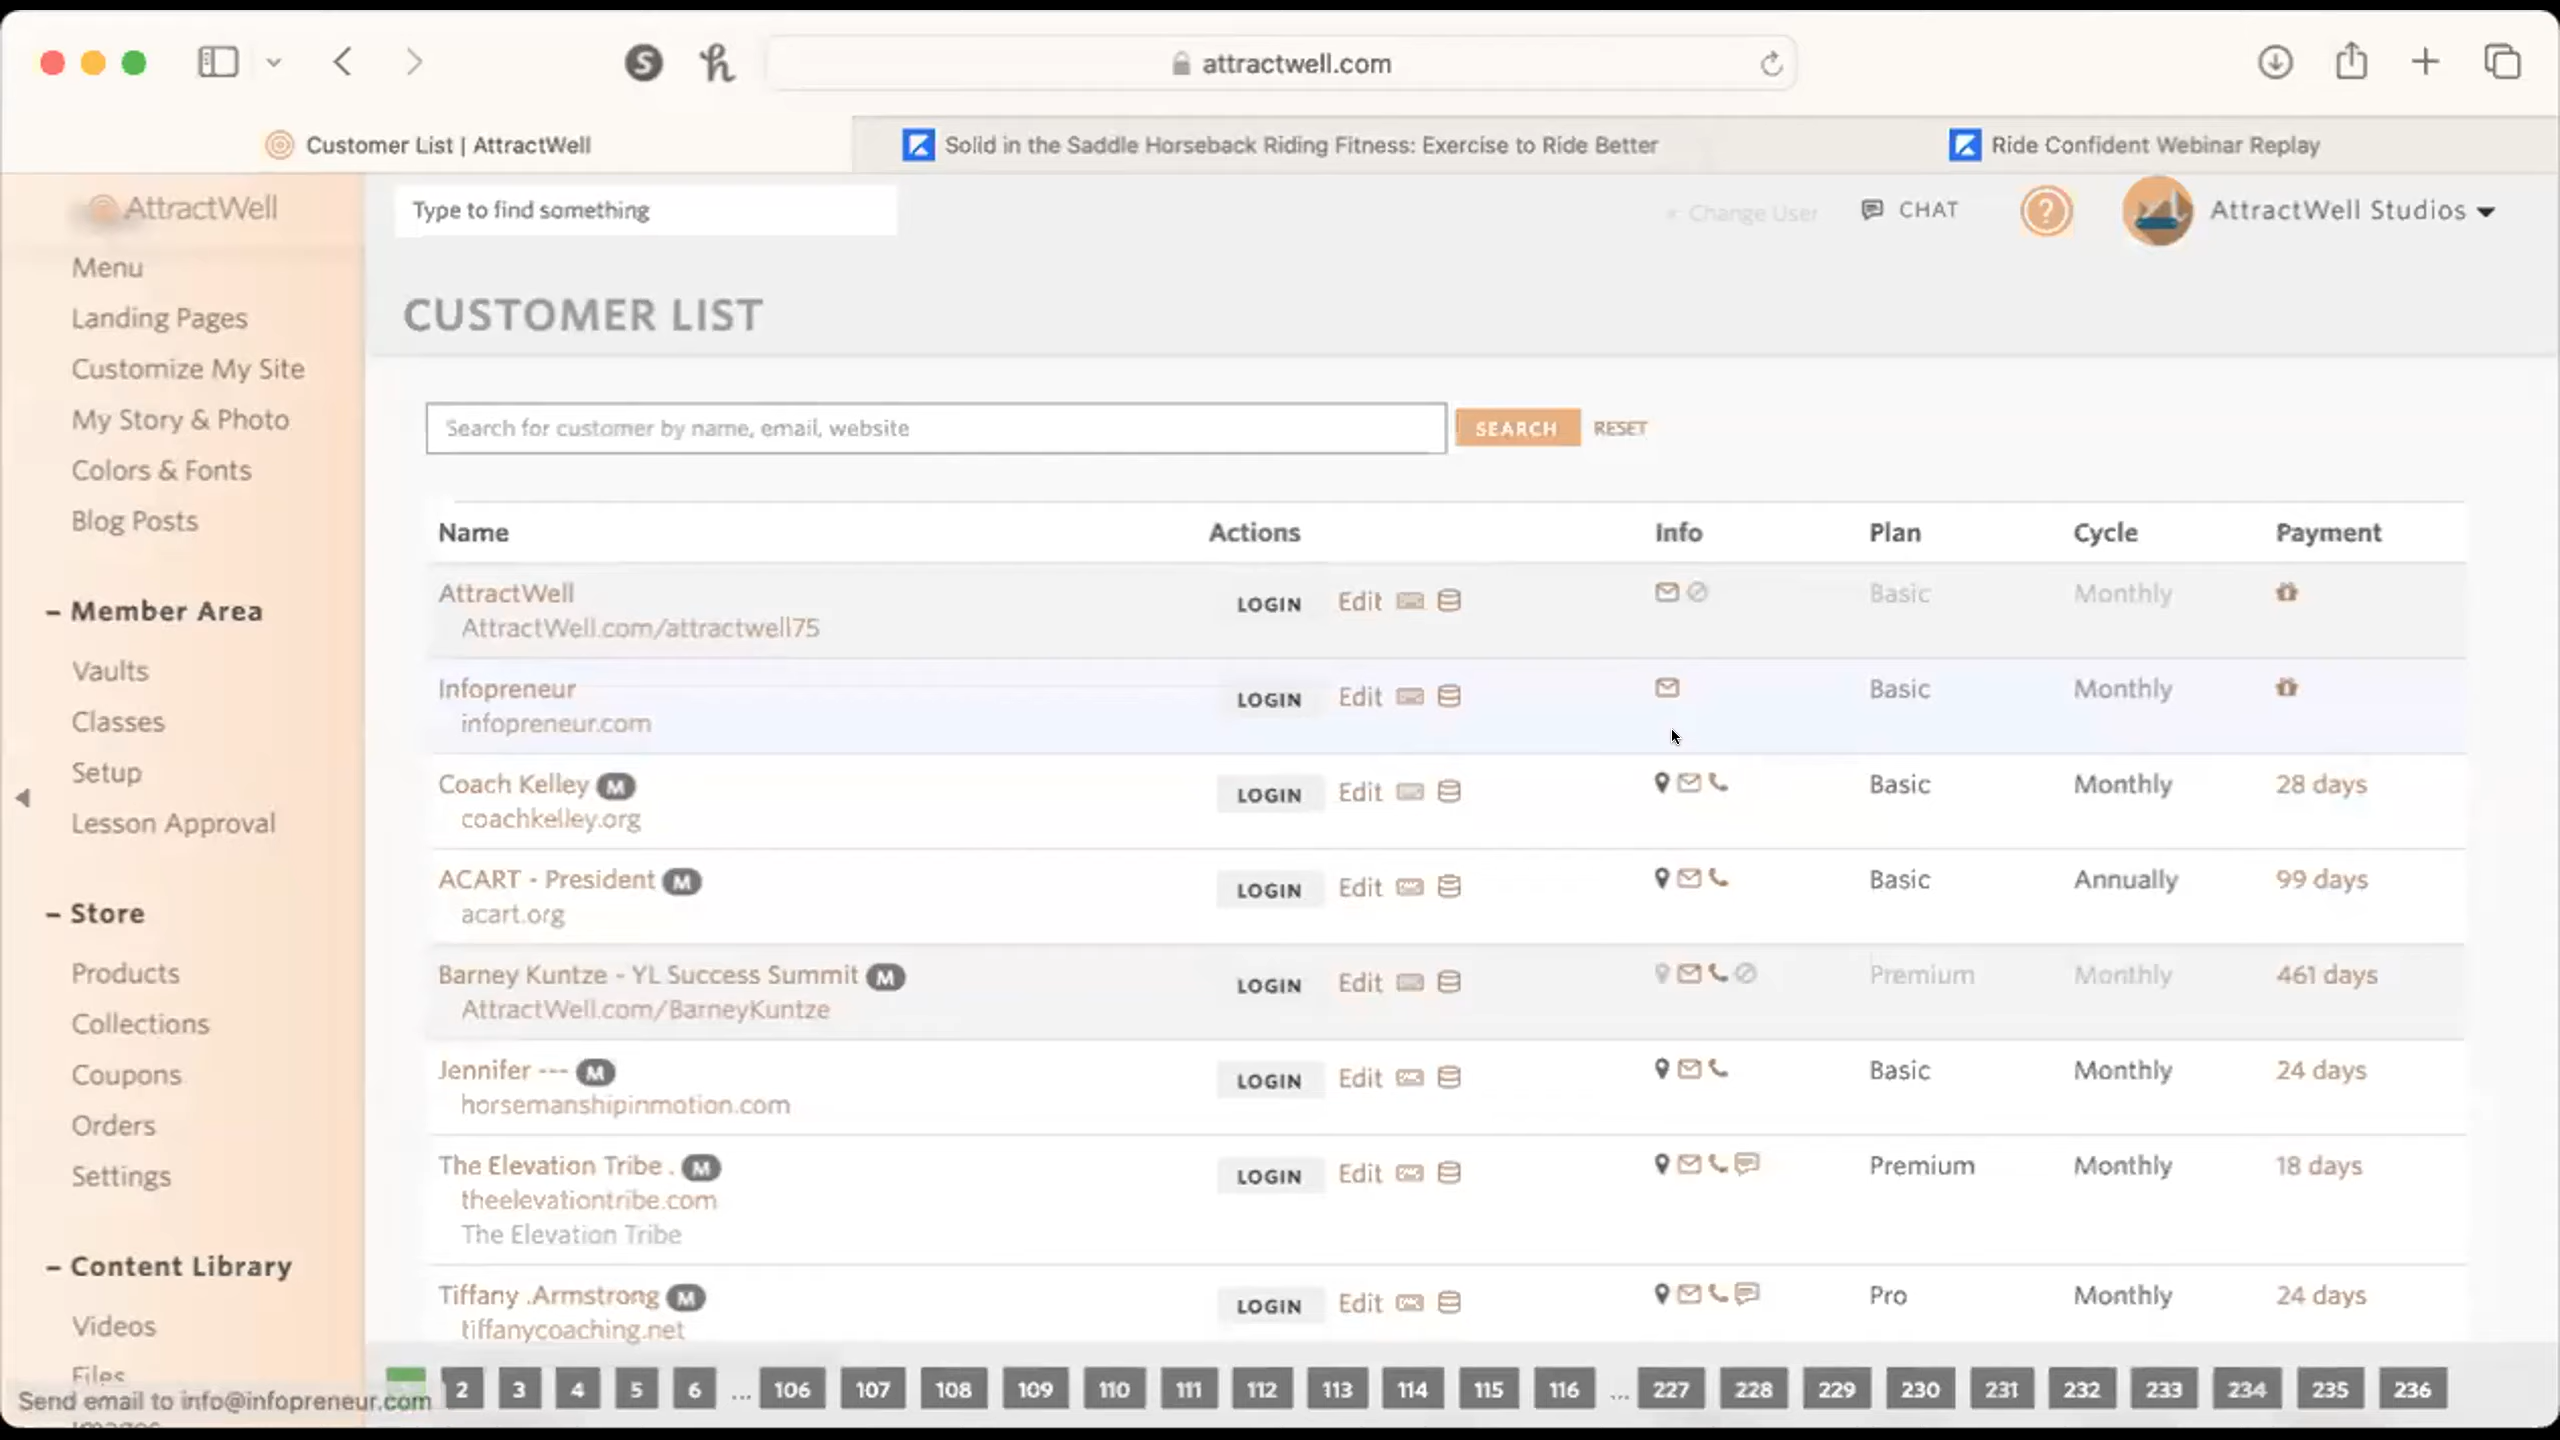 attractwell.com
Customer List | AttractWell
Solid in the Saddle Horseback Riding Fitness: Exercise to Ride Better
Ride Confident Webinar Replay
AttractWell
Type to find something
Change User
CHAT
AttractWell Studios
Menu
Landing Pages
Customize My Site
My Story & Photo
Colors & Fonts
Blog Posts
– Member Area
Vaults
Classes
Setup
Lesson Approval
– Store
Products
Collections
Coupons
Orders
Settings
– Content Library
Videos
Files
Images
Send email to info@infopreneur.com
CUSTOMER LIST
Search for customer by name, email, website
SEARCH RESET
Name Actions Info Plan Cycle Payment
AttractWell LOGIN Edit Basic Monthly
AttractWell.com/attractwell75
Infopreneur LOGIN Edit Basic Monthly
infopreneur.com
Coach Kelley M LOGIN Edit Basic Monthly 28 days
coachkelley.org
ACART - President M LOGIN Edit Basic Annually 99 days
acart.org
Barney Kuntze - YL Success Summit M LOGIN Edit Premium Monthly 461 days
AttractWell.com/BarneyKuntze
Jennifer --- M LOGIN Edit Basic Monthly 24 days
horsemanshipinmotion.com
The Elevation Tribe . M LOGIN Edit Premium Monthly 18 days
theelevationtribe.com
The Elevation Tribe
Tiffany .Armstrong M LOGIN Edit Pro Monthly 24 days
tiffanycoaching.net
2 3 4 5 6 ... 106 107 108 109 110 111 112 113 114 115 116 ... 227 228 229 230 231 232 233 234 235 236